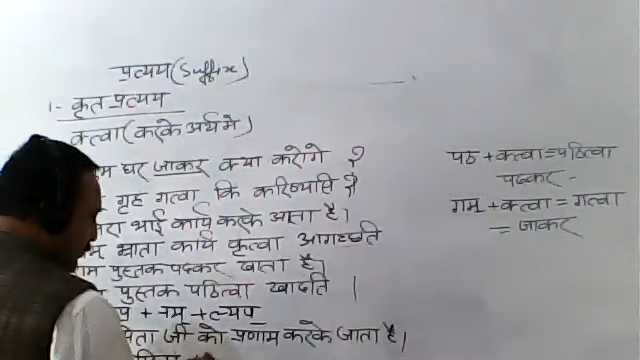 प्रत्यय(Suffix)
1- कृत प्रत्यय
क्त्वा(करके अर्थ मे)
घर जाकर क्या करोगे ?
गृह गत्वा कि करिष्यसि ?
भाई कार्य करके आता है।
भ्राता कार्य कृत्वा आगच्छति
पुस्तक पढ़कर खाता है।
पुस्तक पठित्वा खादति |
+ नम् + ल्यप्
पिता जी को प्रणाम करके जाता है।
पठ + क्त्वा=पठित्वा
पढ़कर -
गम् + क्त्वा = गत्वा
= जाकर